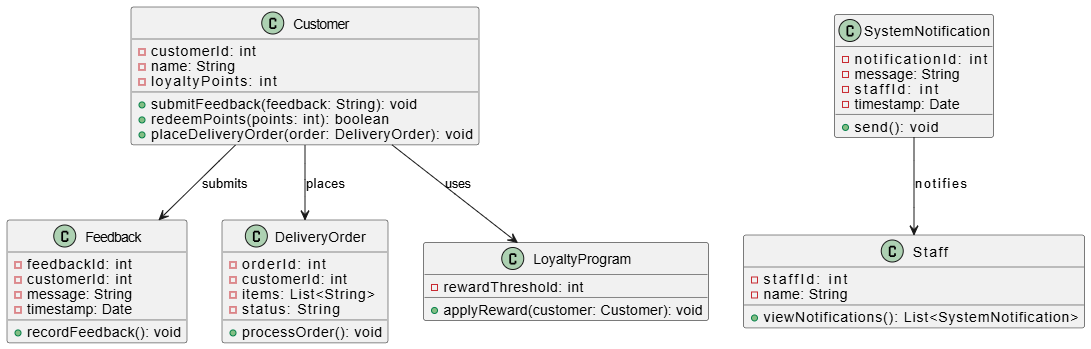 C Customer
customerId: int
name: String
loyaltyPoints: int
submitFeedback(feedback: String): void
redeemPoints(points: int): boolean
placeDeliveryOrder(order: DeliveryOrder): void
C SystemNotification
notificationId: int
message: String
staffId: int
timestamp: Date
send(): void
submits
places
uses
notifies
C Feedback
feedbackId: int
customerId: int
message: String
timestamp: Date
recordFeedback(): void
C DeliveryOrder
orderId: int
customerId: int
items: List<String>
status: String
processOrder(): void
C LoyaltyProgram
rewardThreshold: int
applyReward(customer: Customer): void
C Staff
staffId: int
name: String
viewNotifications(): List<SystemNotification>